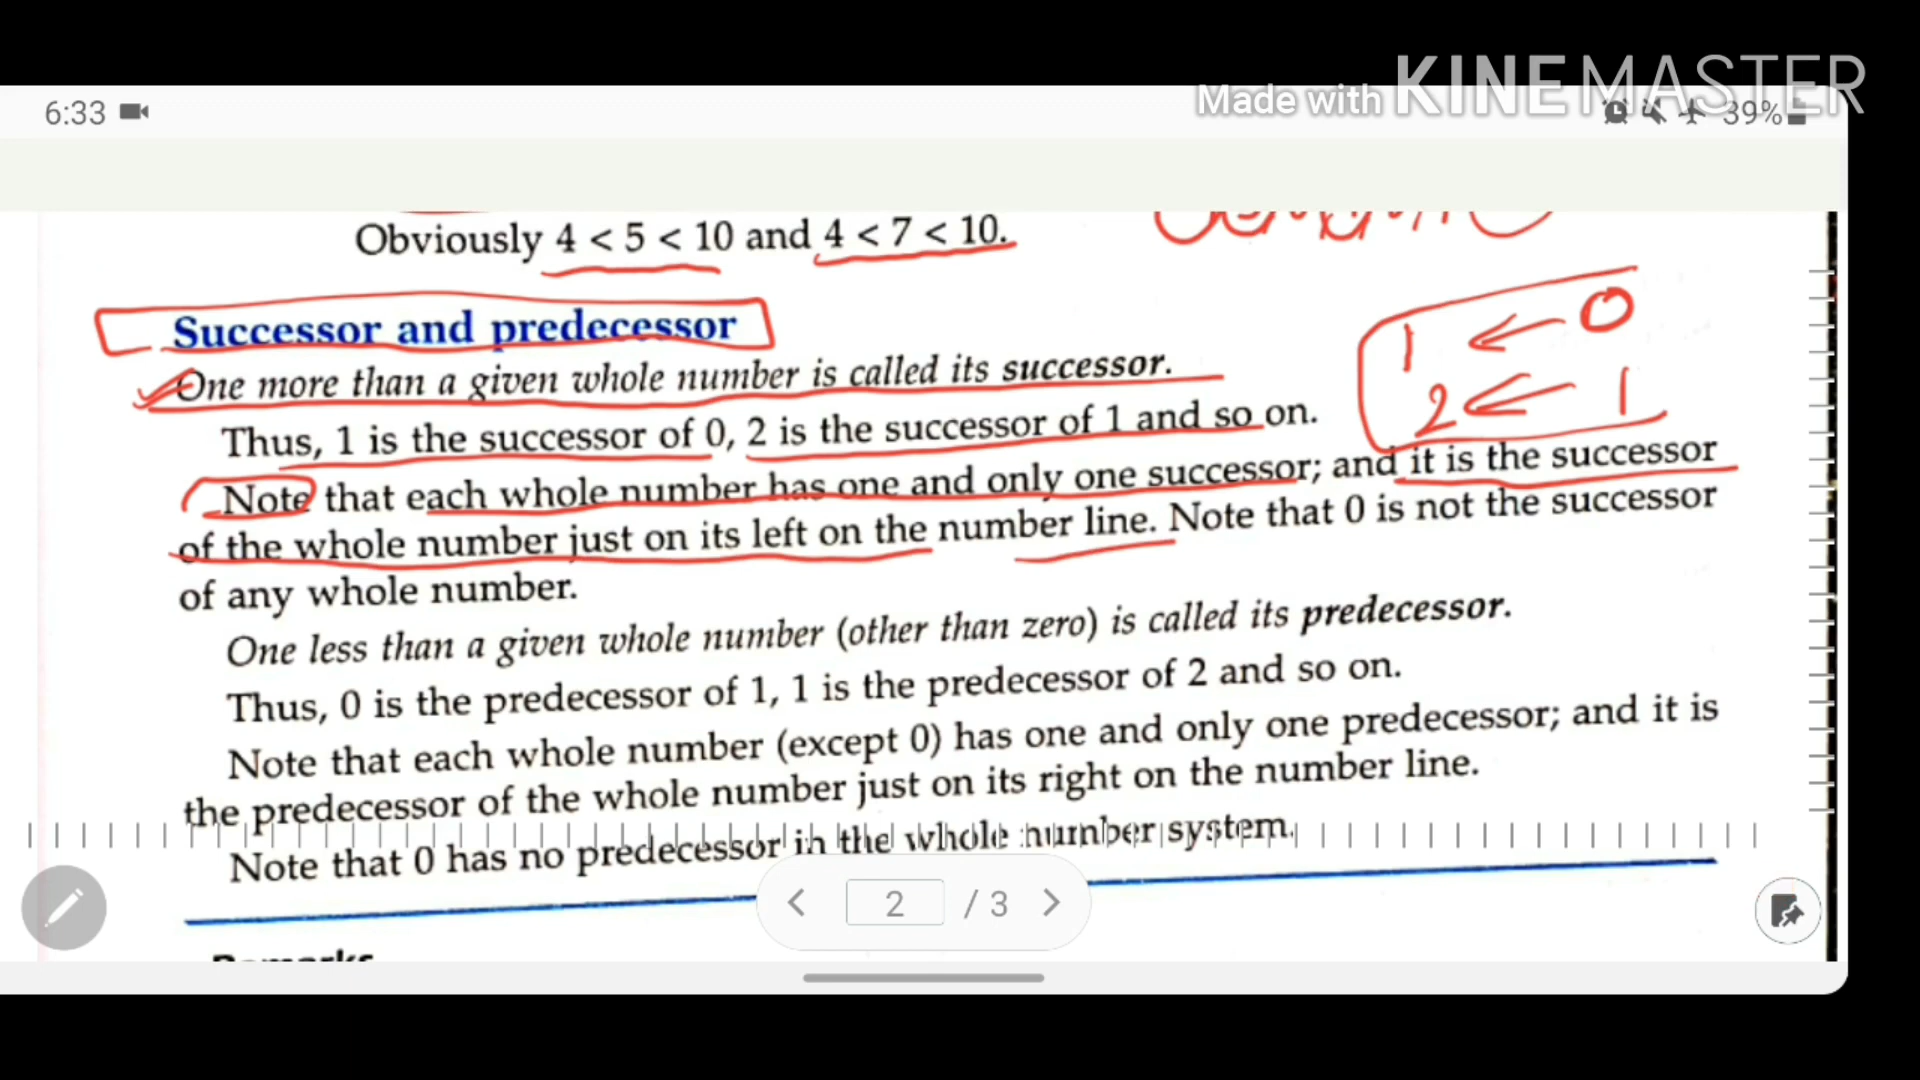 Made with KINEMASTER
6:33
39%
Obviously 4 < 5 < 10 and 4 < 7 < 10.
1 ← 0
Successor and predecessor
One more than a given whole number is called its successor.
2 ← 1
Thus, 1 is the successor of 0, 2 is the successor of 1 and so on.
Note that each whole number has one and only one successor; and it is the successor
of the whole number just on its left on the number line. Note that 0 is not the successor
of any whole number.
One less than a given whole number (other than zero) is called its predecessor.
Thus, 0 is the predecessor of 1, 1 is the predecessor of 2 and so on.
Note that each whole number (except 0) has one and only one predecessor; and it is
the predecessor of the whole number just on its right on the number line.
Note that 0 has no predecessor in the whole number system.
2 / 3
Remarks